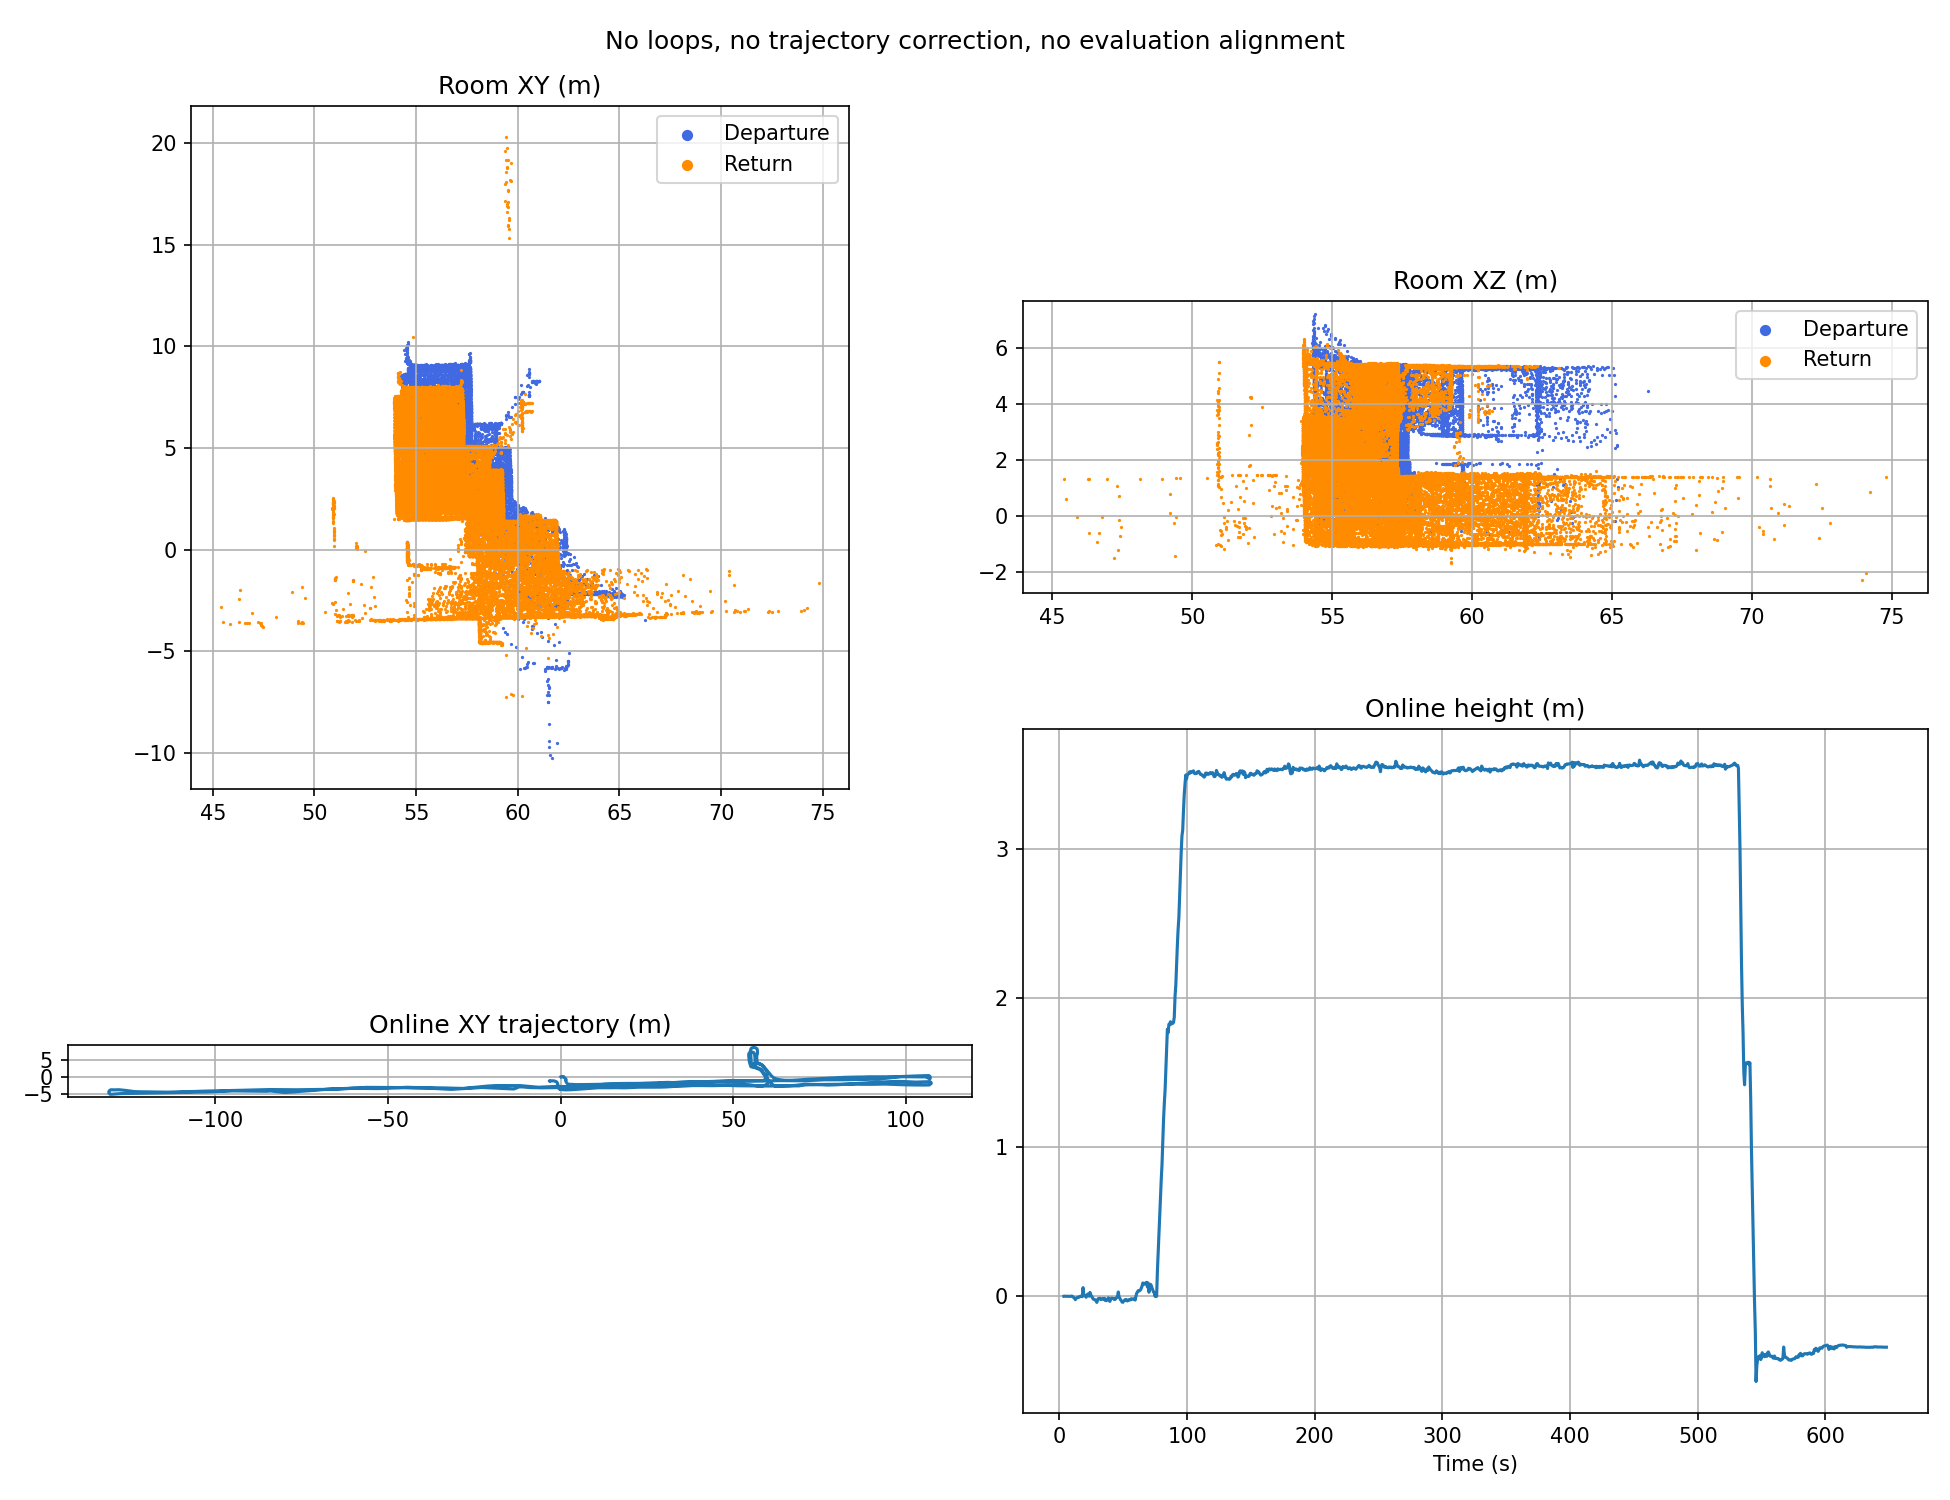 No loops, no trajectory correction, no evaluation alignment
Room XY (m)
Departure
Return
20
15
10
5
0
−5
−10
45 50 55 60 65 70 75
Room XZ (m)
Departure
Return
6
4
2
0
−2
45 50 55 60 65 70 75
Online XY trajectory (m)
5
0
−5
−100 −50 0 50 100
Online height (m)
3
2
1
0
0 100 200 300 400 500 600
Time (s)